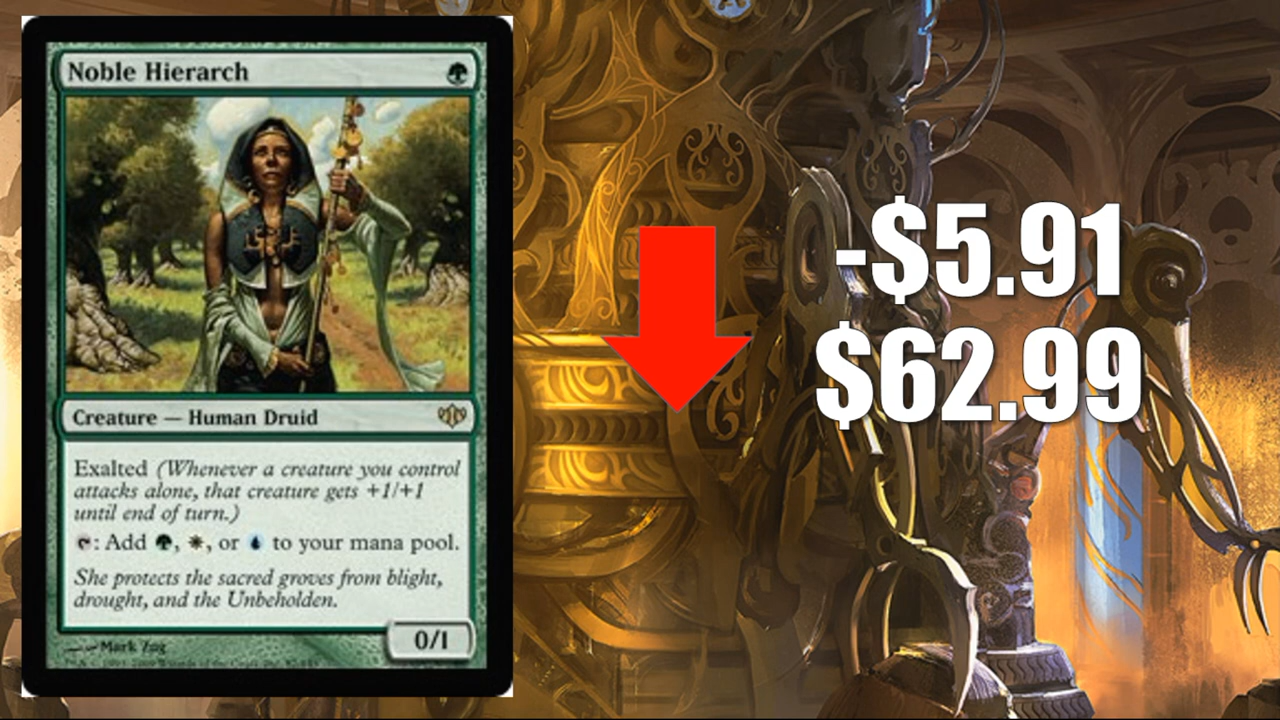 Noble Hierarch
Creature — Human Druid
Exalted (Whenever a creature you control
attacks alone, that creature gets +1/+1
until end of turn.)
: Add , , or to your mana pool.
She protects the sacred groves from blight,
drought, and the Unbeholden.
0/1
Mark Zug
-$5.91
$62.99